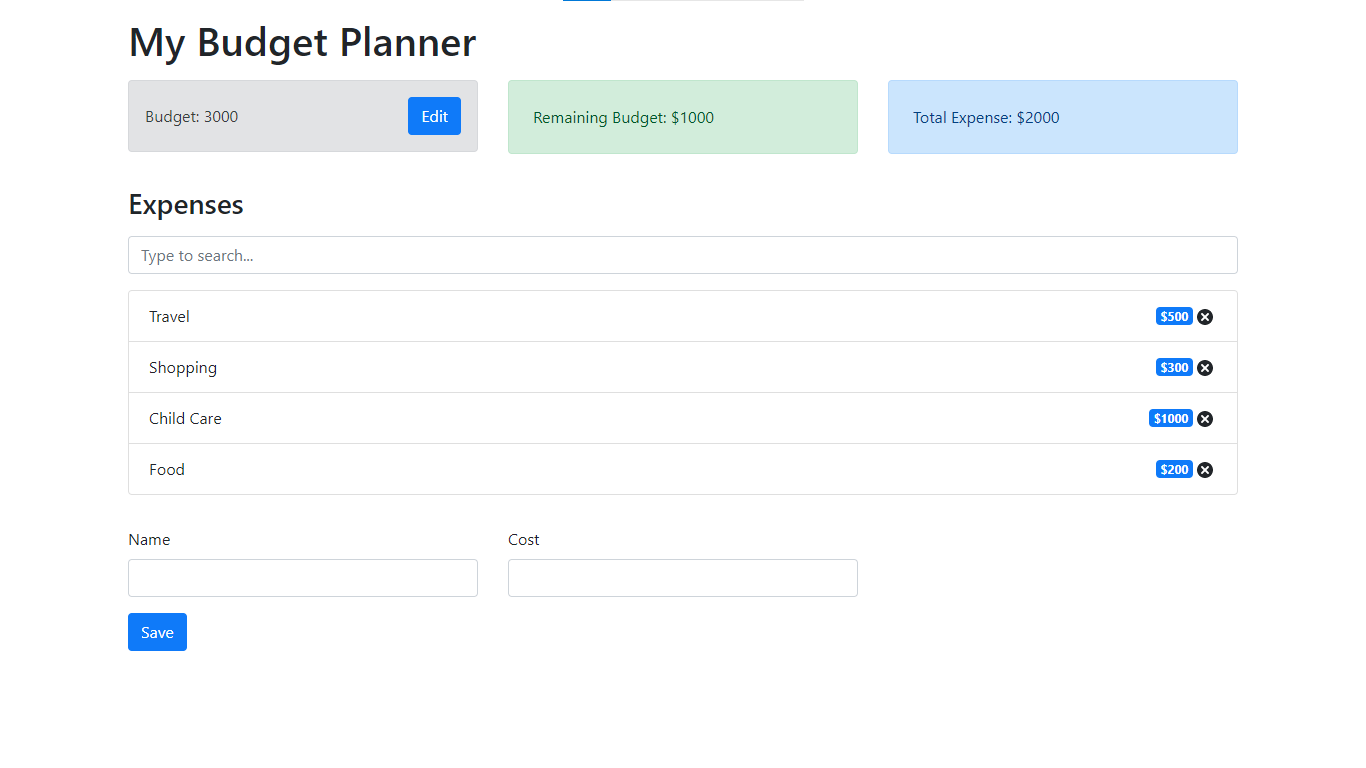 My Budget Planner
Budget: 3000 Edit Remaining Budget: $1000 Total Expense: $2000
Expenses
Type to search...
Travel $500
Shopping $300
Child Care $1000
Food $200
Name Cost
Save